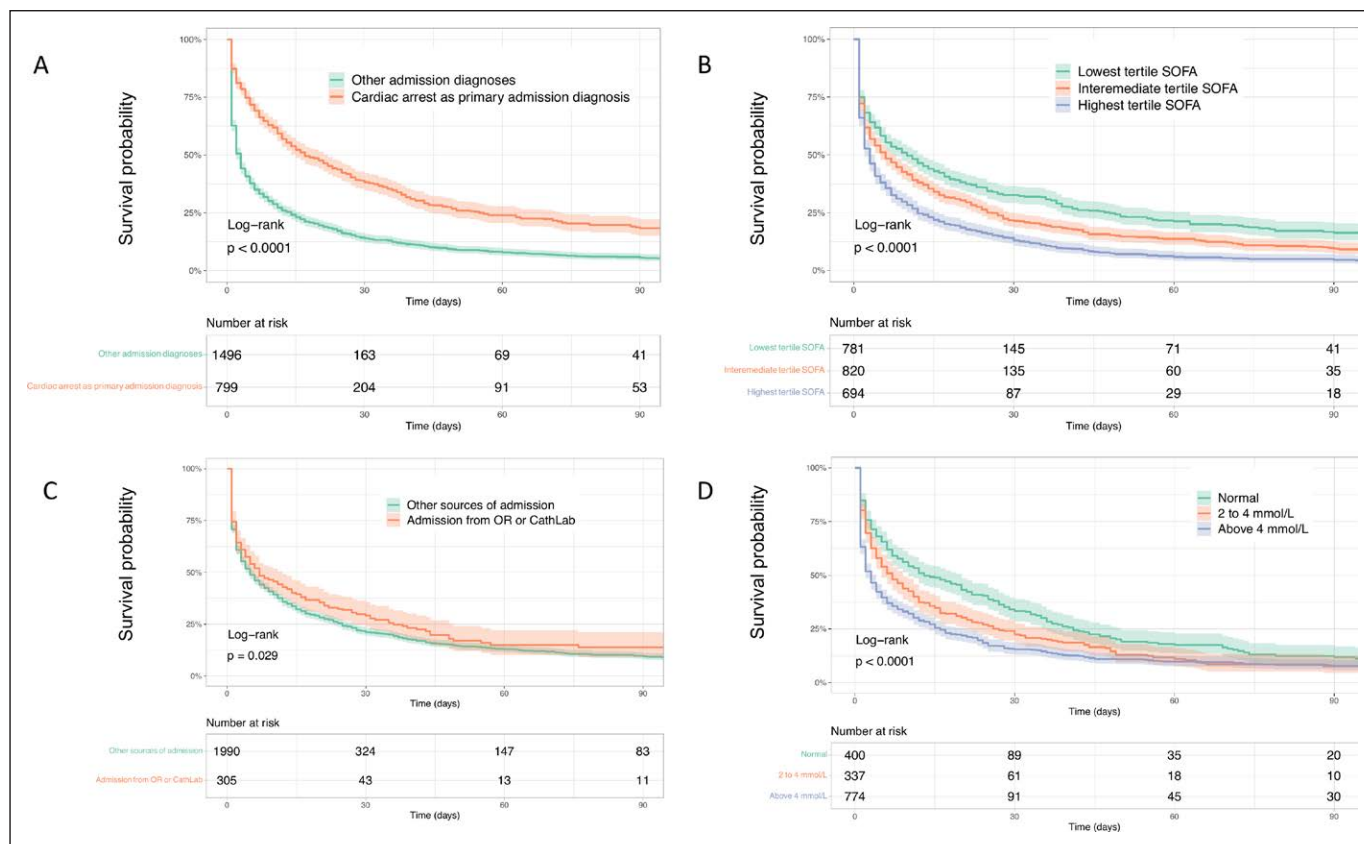 A
Survival probability
100%
75%
50%
25%
0%
Other admission diagnoses
Cardiac arrest as primary admission diagnosis
Log-rank
p < 0.0001
0 30 60 90
Time (days)
Number at risk
Other admission diagnoses 1496 163 69 41
Cardiac arrest as primary admission diagnosis 799 204 91 53
0 30 60 90
Time (days)
B
Survival probability
100%
75%
50%
25%
0%
Lowest tertile SOFA
Interemediate tertile SOFA
Highest tertile SOFA
Log-rank
p < 0.0001
0 30 60 90
Time (days)
Number at risk
Lowest tertile SOFA 781 145 71 41
Interemediate tertile SOFA 820 135 60 35
Highest tertile SOFA 694 87 29 18
0 30 60 90
Time (days)
C
Survival probability
100%
75%
50%
25%
0%
Other sources of admission
Admission from OR or CathLab
Log-rank
p = 0.029
0 30 60 90
Time (days)
Number at risk
Other sources of admission 1990 324 147 83
Admission from OR or CathLab 305 43 13 11
0 30 60 90
Time (days)
D
Survival probability
100%
75%
50%
25%
0%
Normal
2 to 4 mmol/L
Above 4 mmol/L
Log-rank
p < 0.0001
0 30 60 90
Time (days)
Number at risk
Normal 400 89 35 20
2 to 4 mmol/L 337 61 18 10
Above 4 mmol/L 774 91 45 30
0 30 60 90
Time (days)